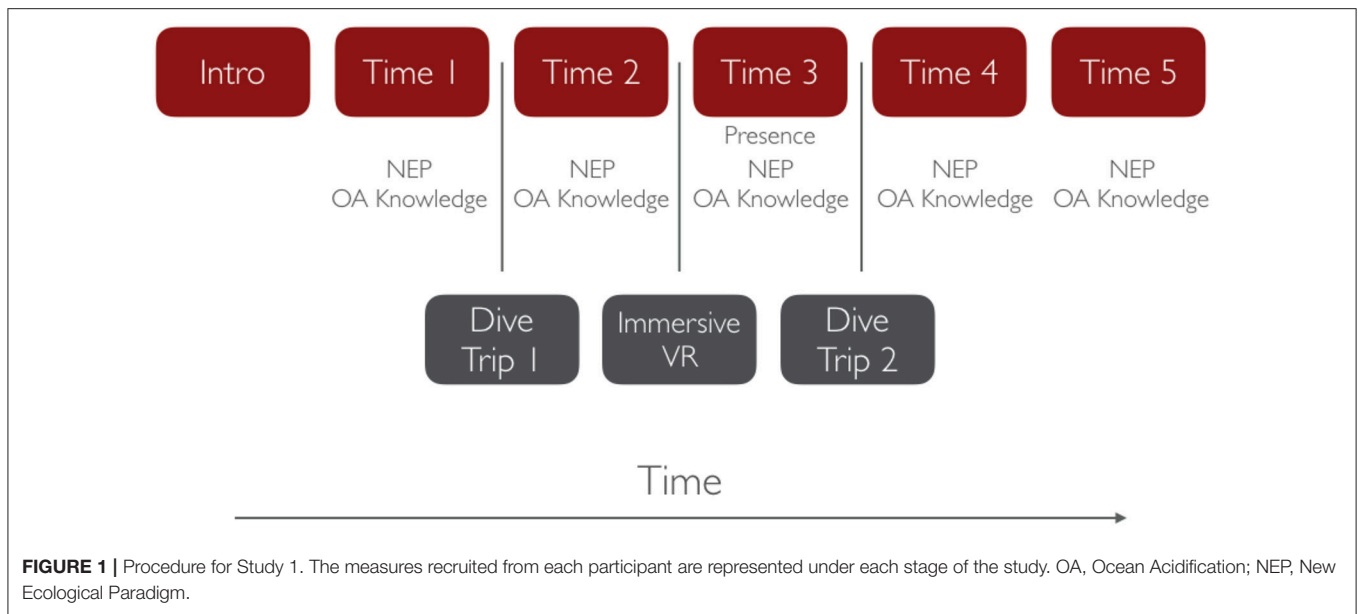 Intro
Time 1
Time 2
Time 3
Time 4
Time 5
NEP
OA Knowledge
NEP
OA Knowledge
Presence
NEP
OA Knowledge
NEP
OA Knowledge
NEP
OA Knowledge
Dive
Trip 1
Immersive
VR
Dive
Trip 2
Time
FIGURE 1 | Procedure for Study 1. The measures recruited from each participant are represented under each stage of the study. OA, Ocean Acidification; NEP, New
Ecological Paradigm.